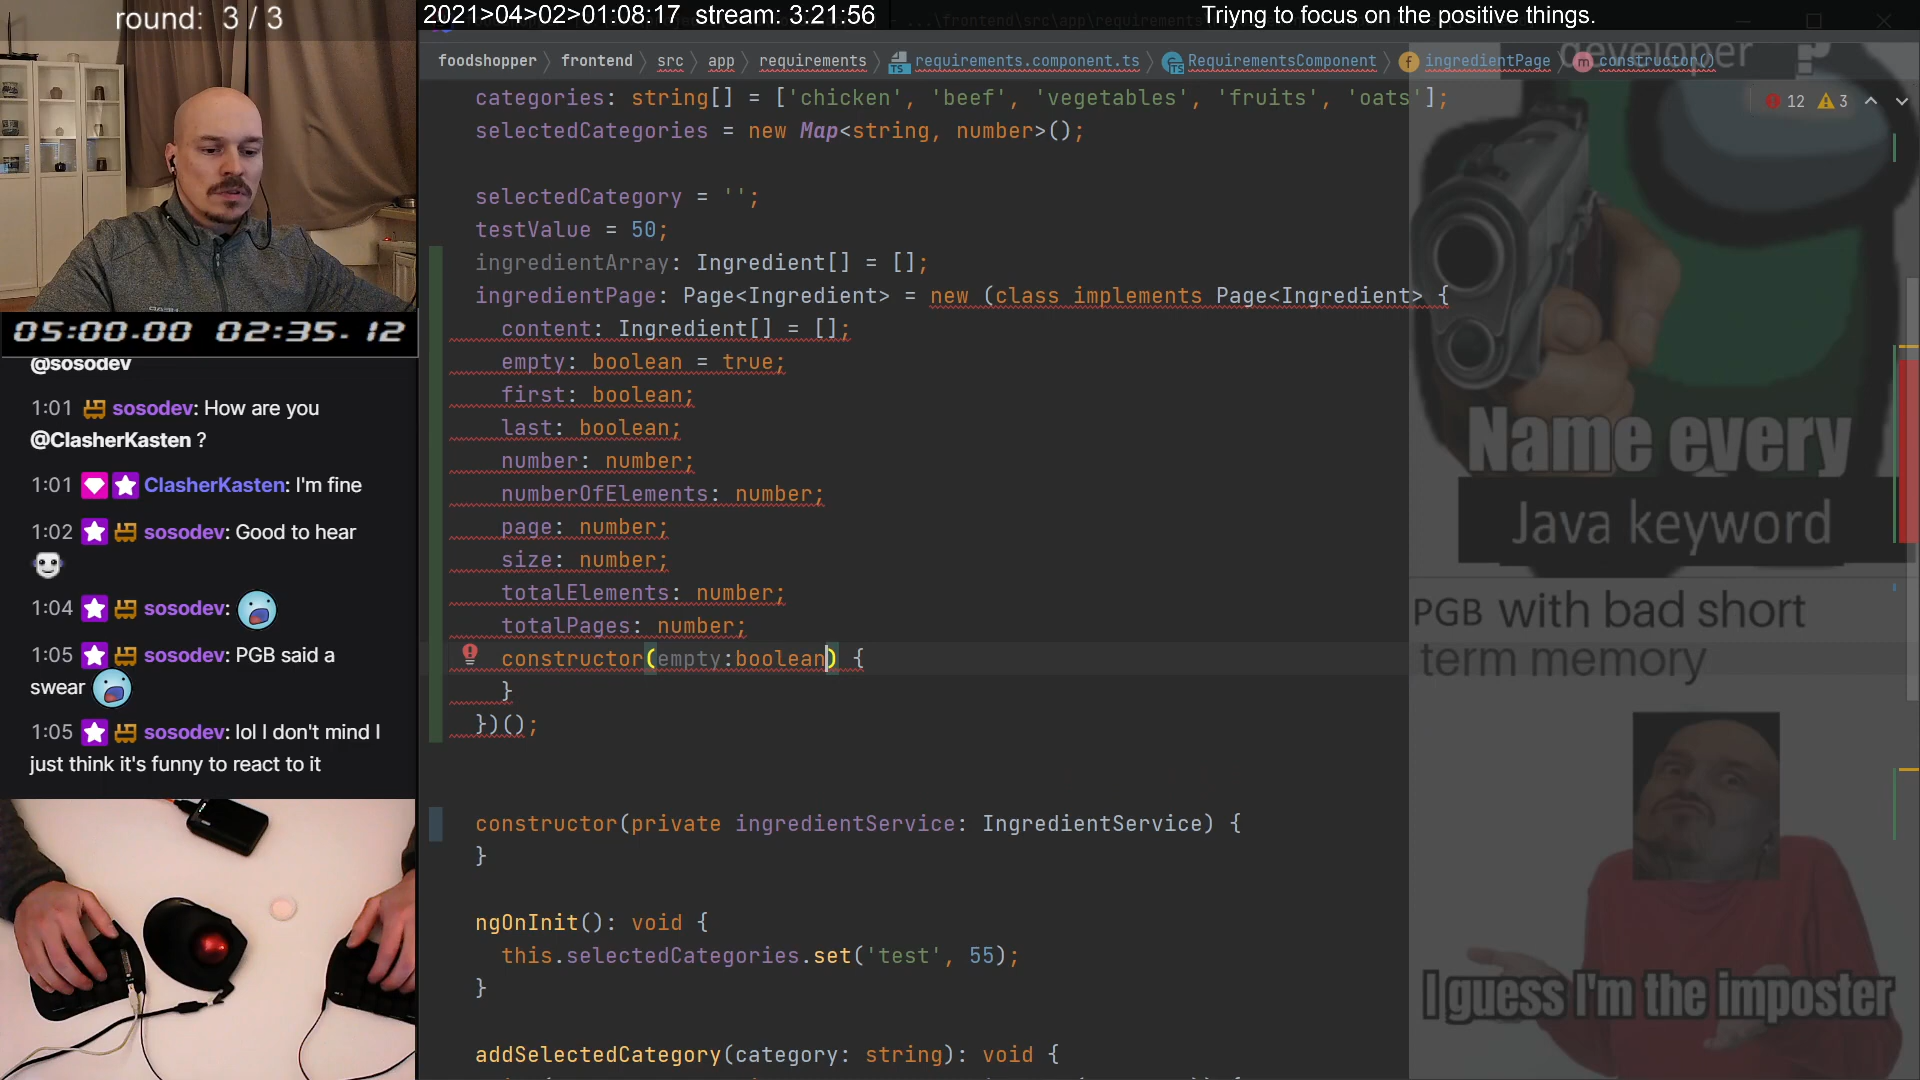 round: 3 / 3
2021>04>02>01:08:17 stream: 3:21:56
Triyng to focus on the positive things.
foodshopper
frontend
src
app
requirements
requirements.component.ts
RequirementsComponent
ingredientPage
constructor()
developer ?
12 3
categories: string[] = ['chicken', 'beef', 'vegetables', 'fruits', 'oats'];
selectedCategories = new Map<string, number>();
selectedCategory = '';
testValue = 50;
ingredientArray: Ingredient[] = [];
ingredientPage: Page<Ingredient> = new (class implements Page<Ingredient> {
content: Ingredient[] = [];
empty: boolean = true;
first: boolean;
last: boolean;
number: number;
numberOfElements: number;
page: number;
size: number;
totalElements: number;
totalPages: number;
constructor(empty:boolean) {
}
})();
constructor(private ingredientService: IngredientService) {
}
ngOnInit(): void {
this.selectedCategories.set('test', 55);
}
addSelectedCategory(category: string): void {
05:00.00 02:35.12
@sosodev
1:01 sosodev: How are you
@ClasherKasten ?
1:01 ClasherKasten: I'm fine
1:02 sosodev: Good to hear
1:04 sosodev:
1:05 sosodev: PGB said a
swear
1:05 sosodev: lol I don't mind I
just think it's funny to react to it
Name every
Java keyword
PGB with bad short
term memory
I guess I'm the imposter